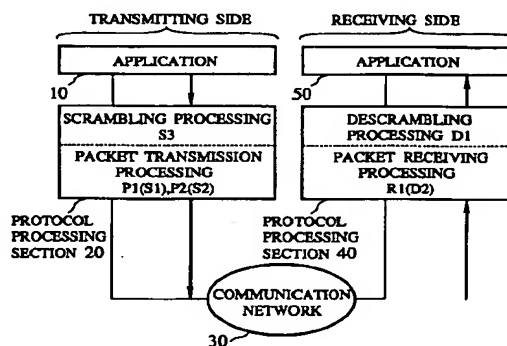 TRANSMITTING SIDE
RECEIVING SIDE
APPLICATION
APPLICATION
10
50
SCRAMBLING PROCESSING
S3
PACKET TRANSMISSION
PROCESSING
P1(S1),P2(S2)
DESCRAMBLING
PROCESSING D1
PACKET RECEIVING
PROCESSING
R1(D2)
PROTOCOL
PROCESSING
SECTION 20
PROTOCOL
PROCESSING
SECTION 40
COMMUNICATION
NETWORK
30